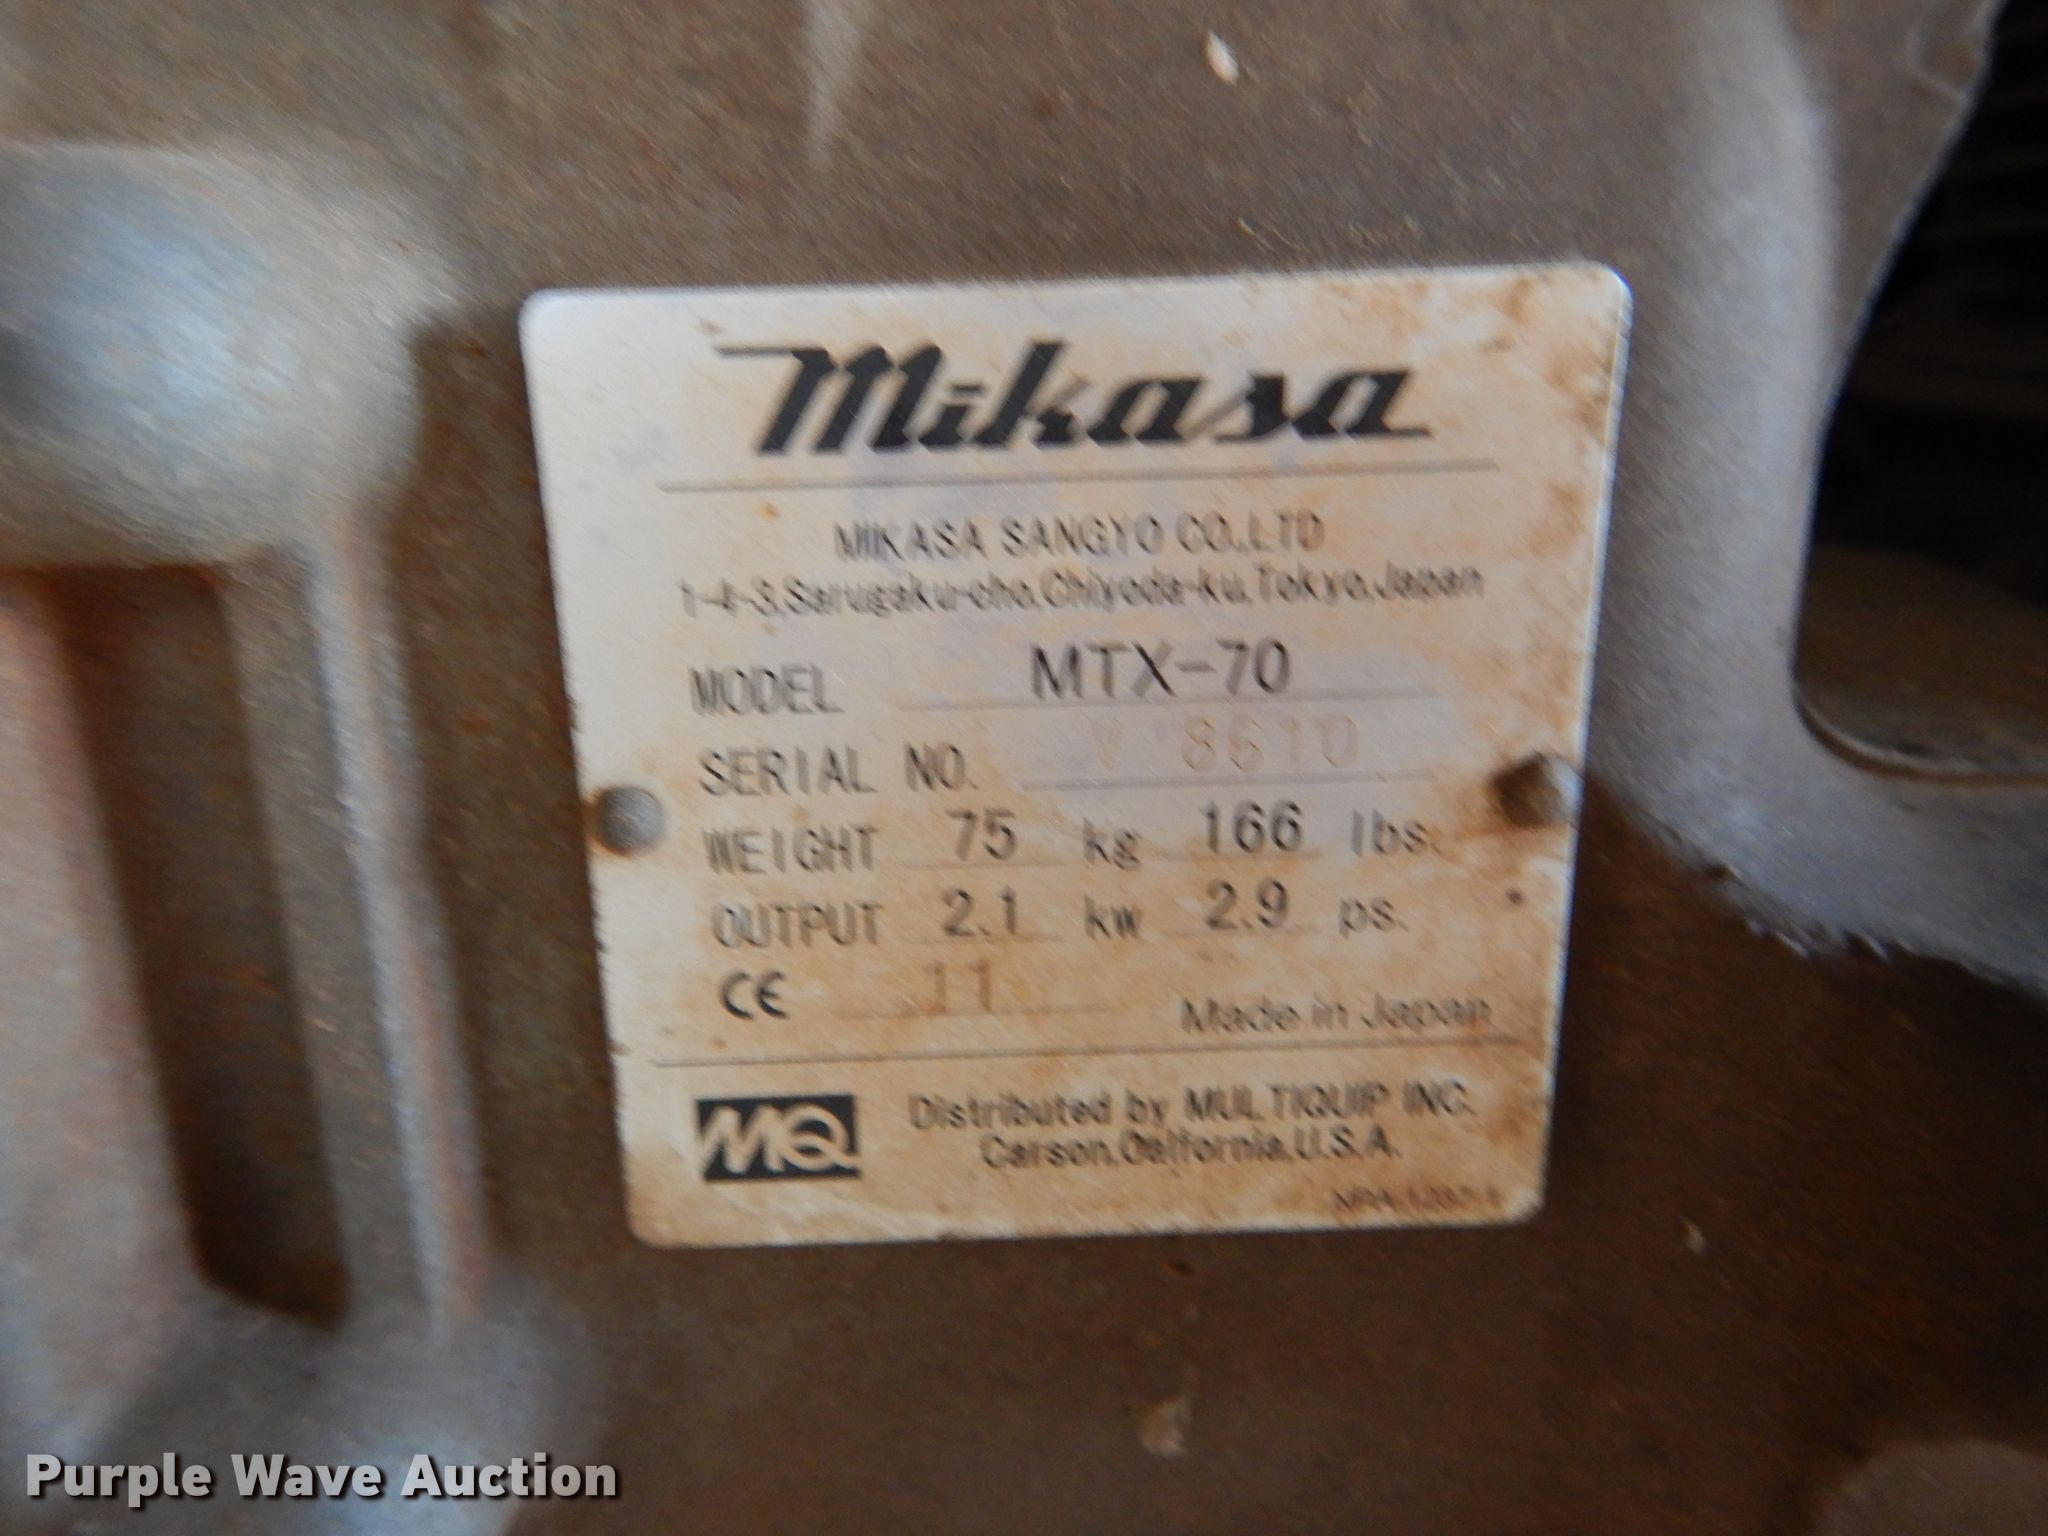 Mikasa
MIKASA SANGYO CO.,LTD
1-4-3,Sarugaku-cho,Chiyoda-ku,Tokyo,Japan
MODEL MTX-70
SERIAL NO. V 8610
WEIGHT 75 kg 166 lbs.
OUTPUT 2.1 kw 2.9 ps.
CE 11 Made in Japan
MQ Distributed by MULTIQUIP INC.
Carson,California,U.S.A.
Purple Wave Auction